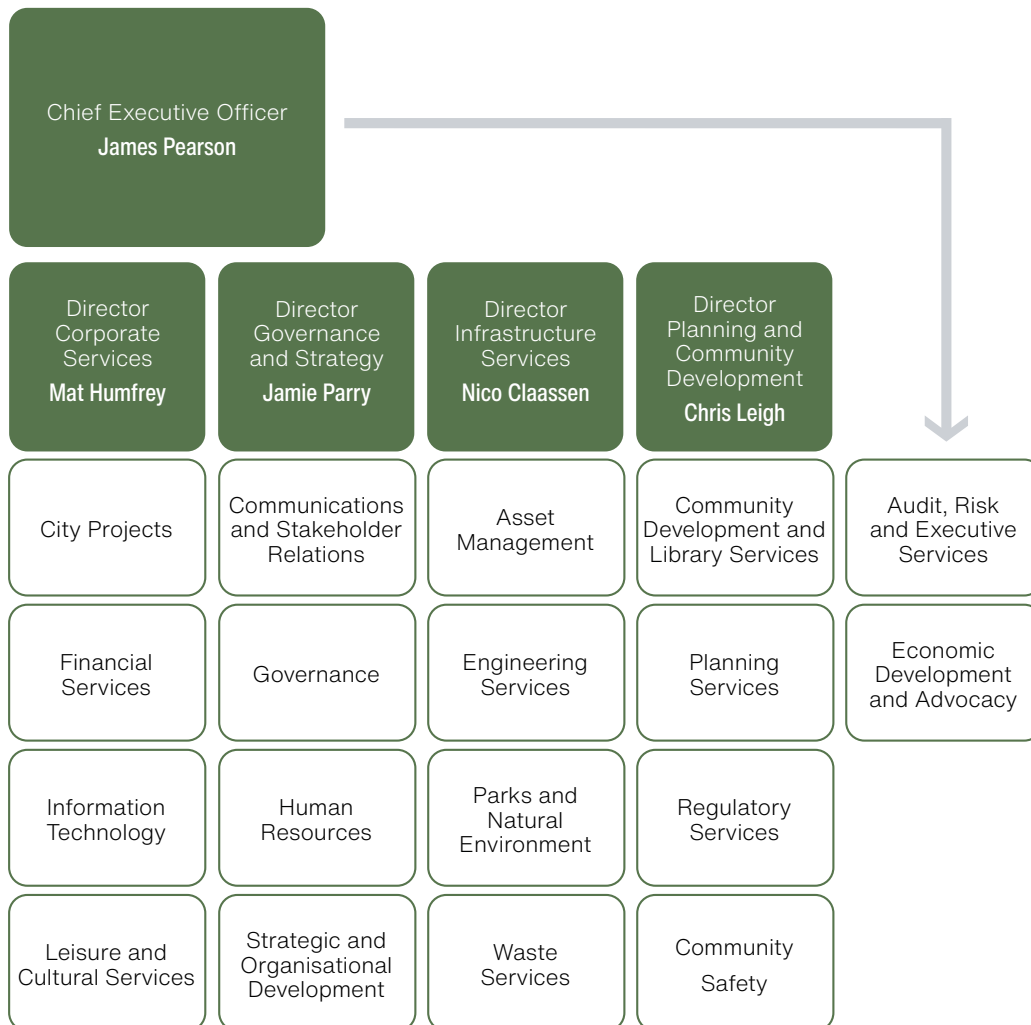 Chief Executive Officer
James Pearson
Director
Corporate
Services
Mat Humfrey
Director
Governance
and Strategy
Jamie Parry
Director
Infrastructure
Services
Nico Claassen
Director
Planning and
Community
Development
Chris Leigh
City Projects
Communications
and Stakeholder
Relations
Asset
Management
Community
Development and
Library Services
Audit, Risk
and Executive
Services
Financial
Services
Governance
Engineering
Services
Planning
Services
Economic
Development
and Advocacy
Information
Technology
Human
Resources
Parks and
Natural
Environment
Regulatory
Services
Leisure and
Cultural Services
Strategic and
Organisational
Development
Waste
Services
Community
Safety